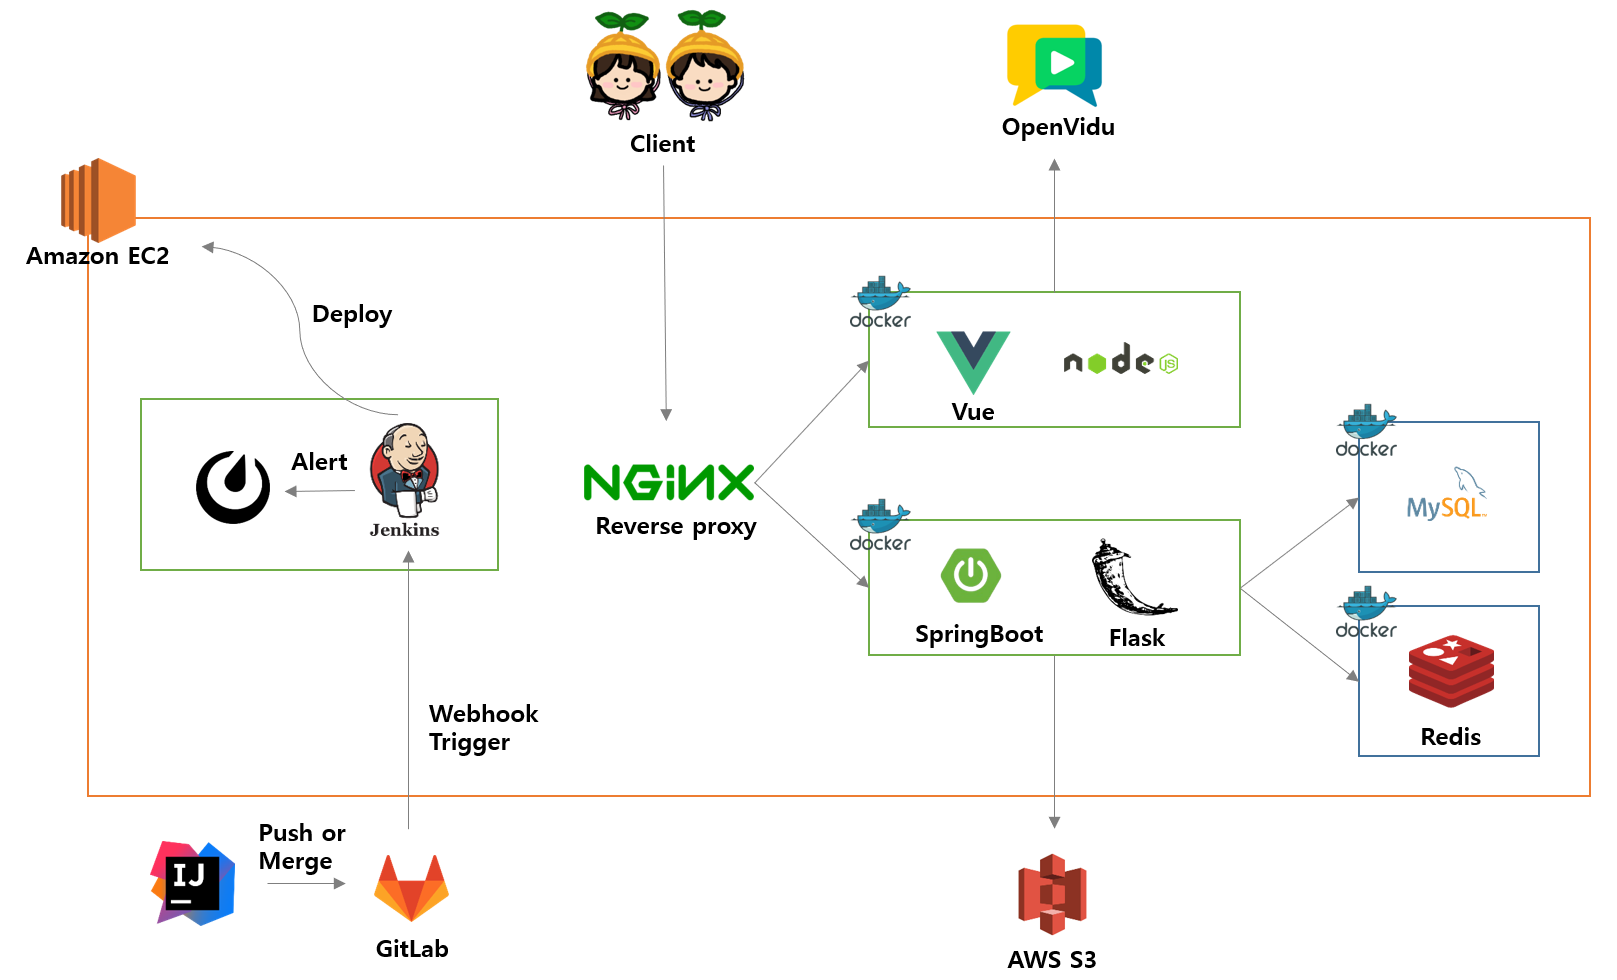 Client
OpenVidu
Amazon EC2
Deploy
docker
Vue
node
JS
Alert
Jenkins
NGINX
Reverse proxy
docker
MySQL
docker
SpringBoot
Flask
docker
Redis
Webhook
Trigger
Push or
Merge
IJ
GitLab
AWS S3